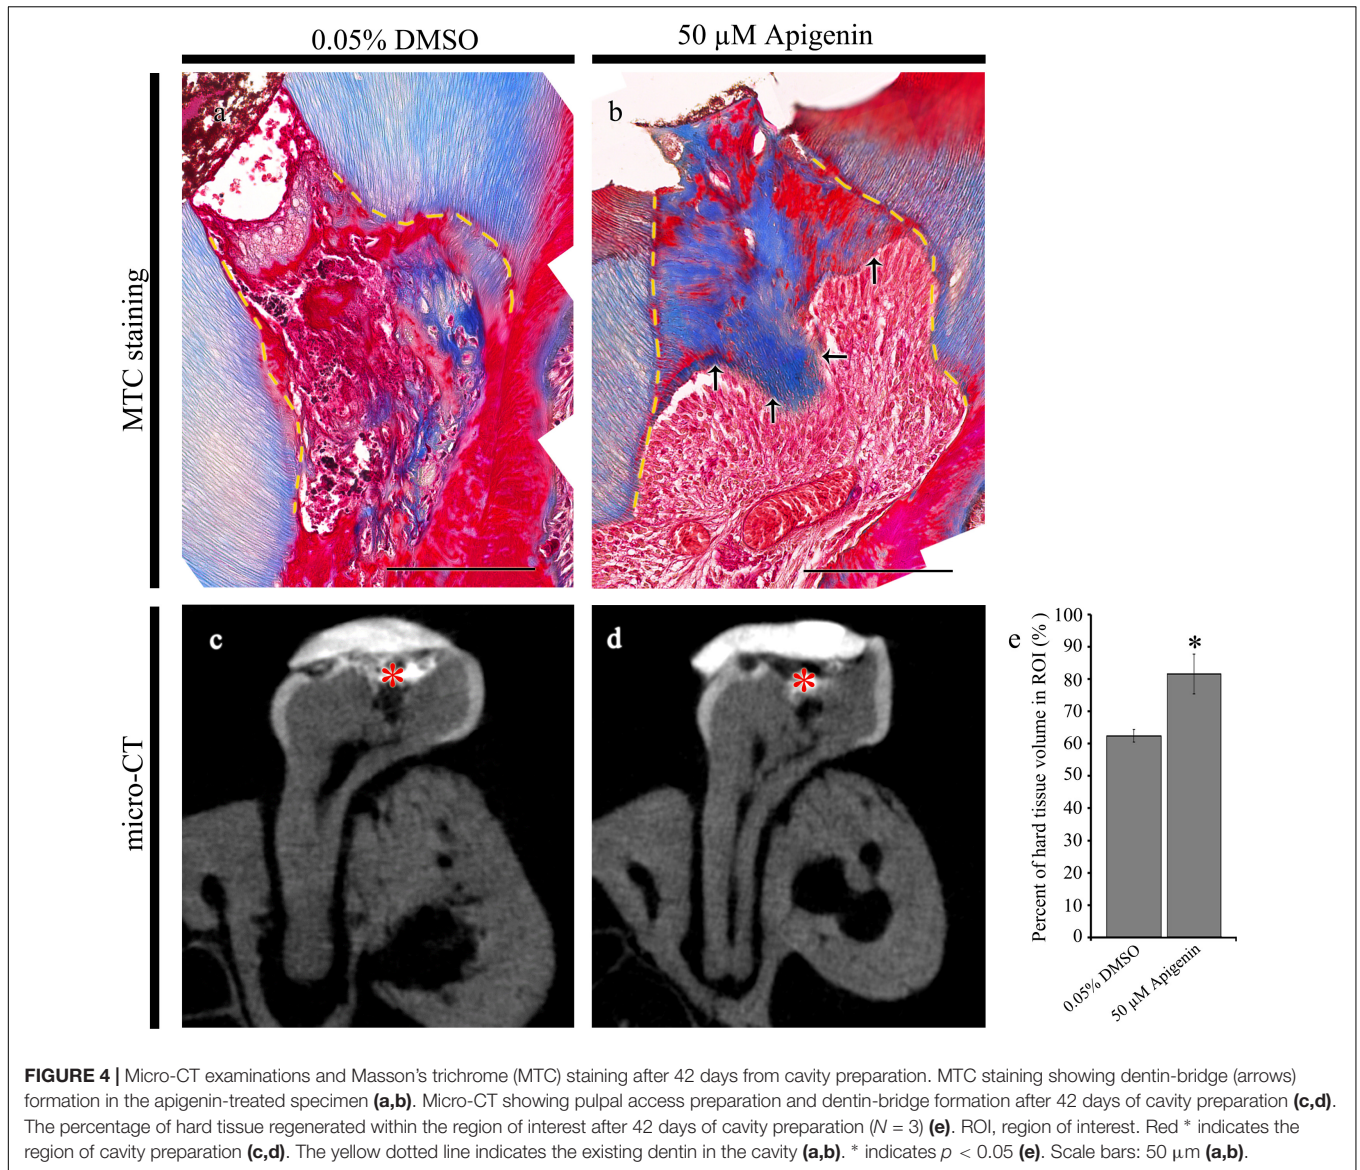 0.05% DMSO
50 µM Apigenin
MTC staining
a
b
micro-CT
c
*
d
*
e
Percent of hard tissue volume in ROI (%)
100
90
80
70
60
50
40
30
20
10
0
*
0.05% DMSO
50 µM Apigenin
FIGURE 4 | Micro-CT examinations and Masson's trichrome (MTC) staining after 42 days from cavity preparation. MTC staining showing dentin-bridge (arrows)
formation in the apigenin-treated specimen (a,b). Micro-CT showing pulpal access preparation and dentin-bridge formation after 42 days of cavity preparation (c,d).
The percentage of hard tissue regenerated within the region of interest after 42 days of cavity preparation (N = 3) (e). ROI, region of interest. Red * indicates the
region of cavity preparation (c,d). The yellow dotted line indicates the existing dentin in the cavity (a,b). * indicates p < 0.05 (e). Scale bars: 50 µm (a,b).